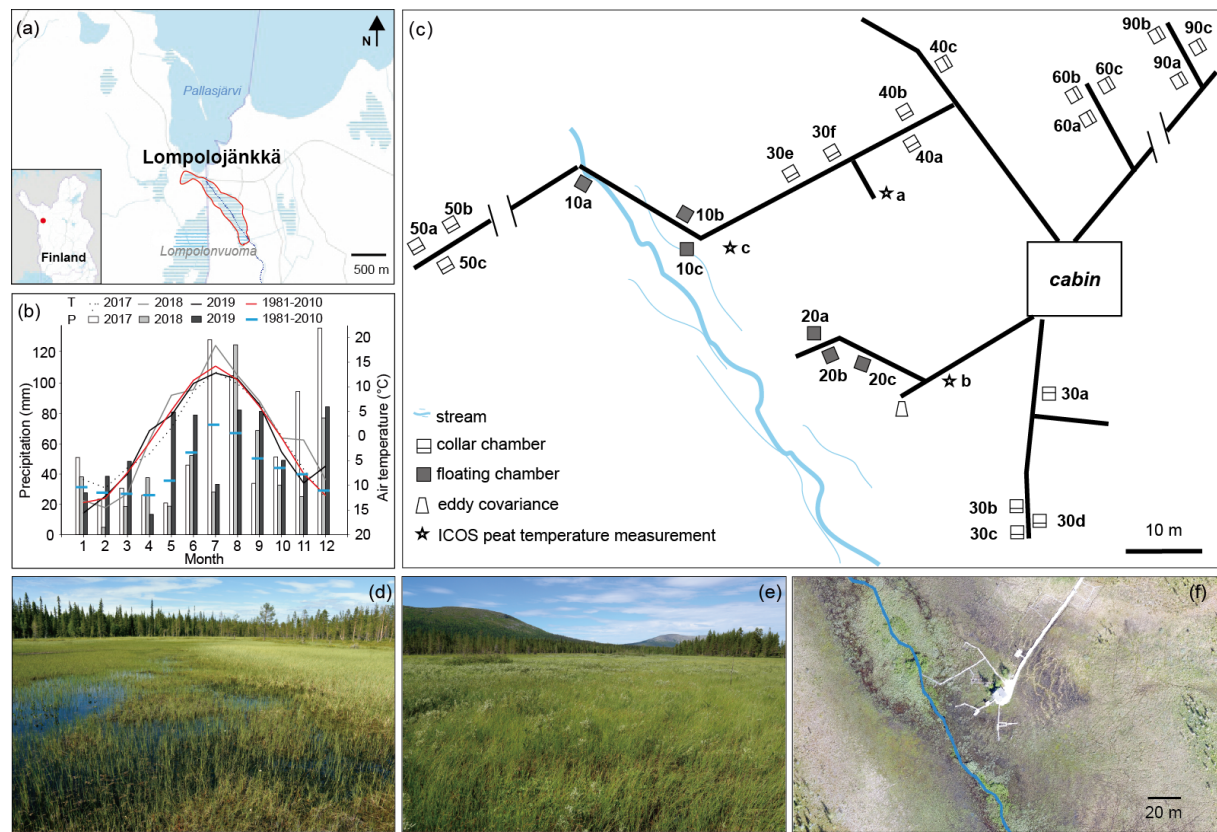 (a)
N
Pallasjärvi
Lompolojänkkä
Lompolonvuoma
Finland
500 m
(b)
T 2017 2018 2019 1981-2010
P 2017 2018 2019 1981-2010
Precipitation (mm)
120
100
80
60
40
20
0
Air temperature (°C)
20
15
10
5
0
5
10
15
20
1 2 3 4 5 6 7 8 9 10 11 12
Month
(c)
90b
90c
40c
60b
60c
90a
40b
60a
30f
30e
40a
a
10a
10b
50b
50a
c
10c
50c
cabin
20a
20b
20c
b
30a
30b
30c
30d
stream
collar chamber
floating chamber
eddy covariance
ICOS peat temperature measurement
10 m
(d)
(e)
(f)
20 m